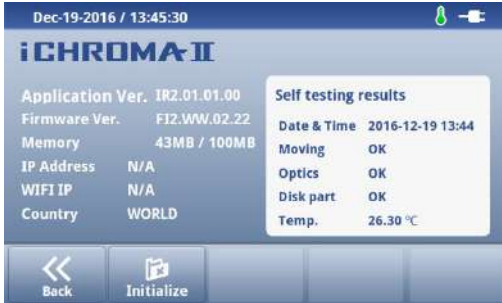 Dec-19-2016 / 13:45:30
iCHROMA II
Application Ver. IR2.01.01.00
Firmware Ver. FI2.WW.02.22
Memory 43MB / 100MB
IP Address N/A
WIFI IP N/A
Country WORLD
Self testing results
Date & Time 2016-12-19 13:44
Moving OK
Optics OK
Disk part OK
Temp. 26.30 ℃
Back
Initialize